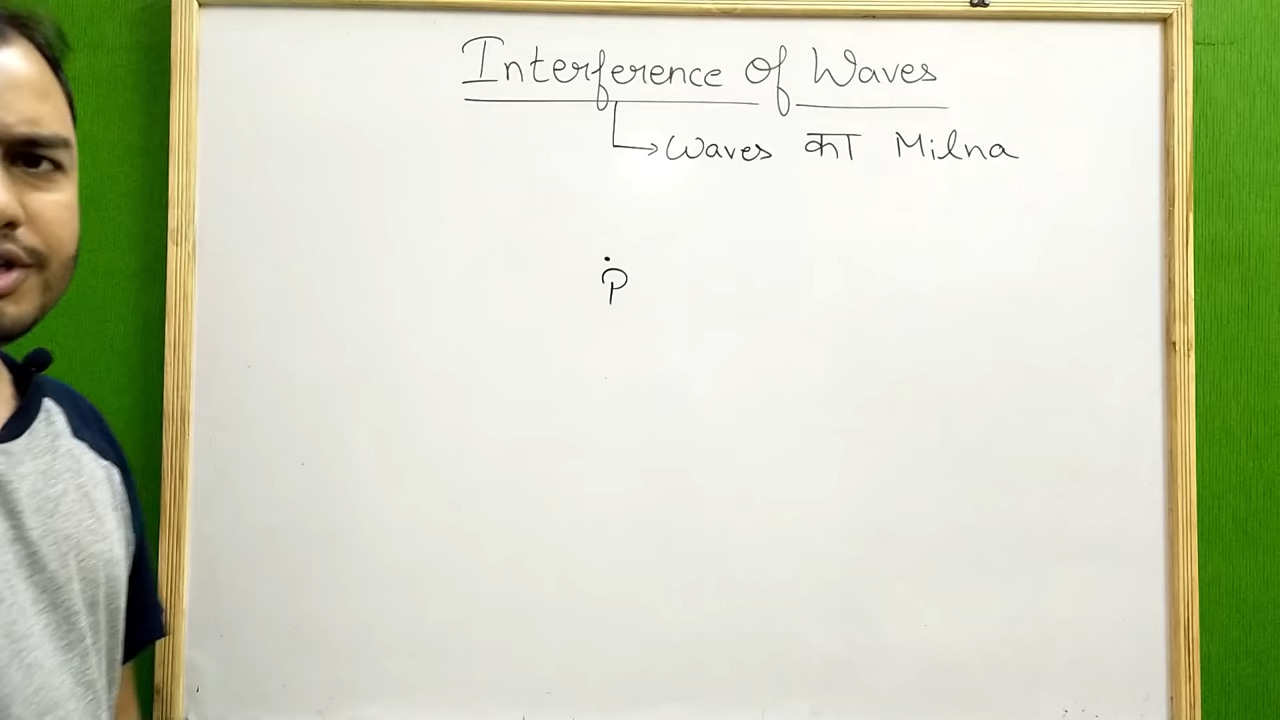 Interference Of Waves
Waves का Milna
P